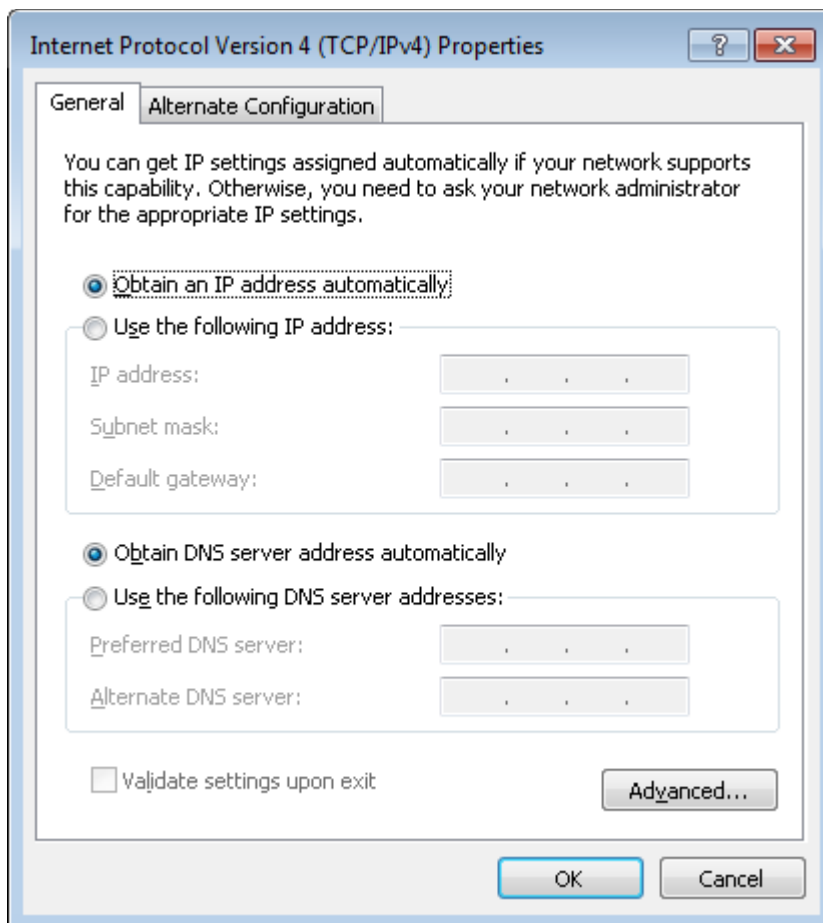 Internet Protocol Version 4 (TCP/IPv4) Properties
General
Alternate Configuration
You can get IP settings assigned automatically if your network supports
this capability. Otherwise, you need to ask your network administrator
for the appropriate IP settings.
Obtain an IP address automatically
Use the following IP address:
IP address:
Subnet mask:
Default gateway:
Obtain DNS server address automatically
Use the following DNS server addresses:
Preferred DNS server:
Alternate DNS server:
Validate settings upon exit
Advanced...
OK
Cancel